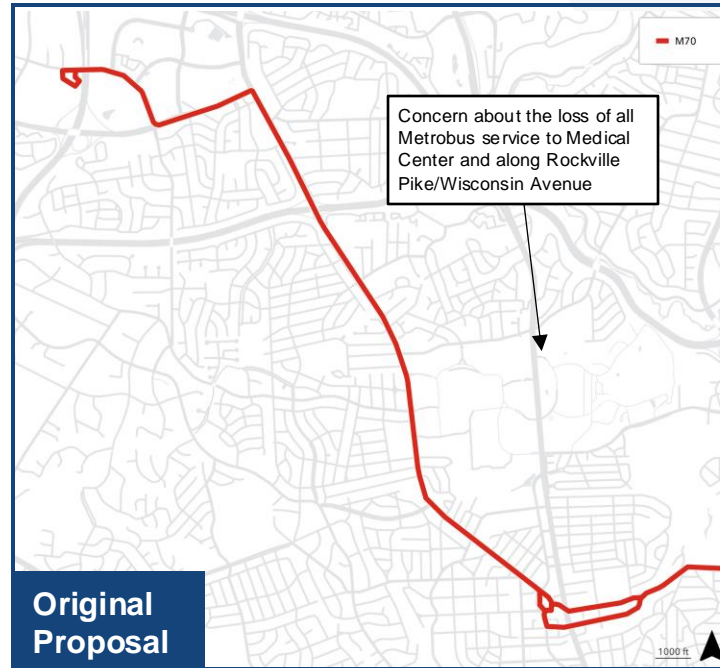 M70
Concern about the loss of all
Metrobus service to Medical
Center and along Rockville
Pike/Wisconsin Avenue
Original
Proposal
1000 ft